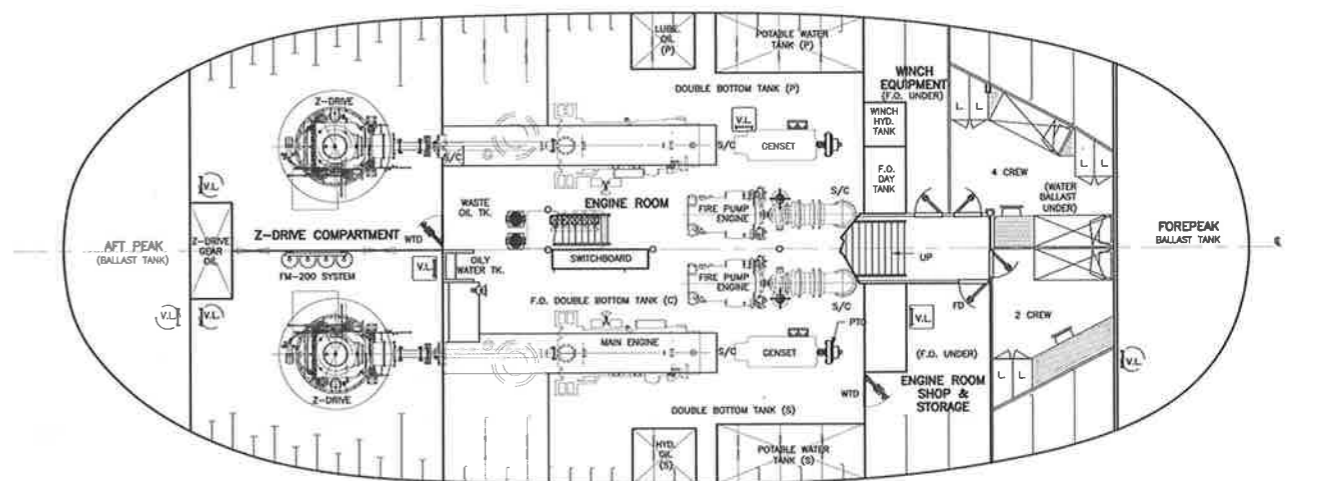 LUBE
OIL
(P)
POTABLE WATER
TANK (P)
DOUBLE BOTTOM TANK (P)
WINCH
EQUIPMENT
(F.O. UNDER)
Z-DRIVE
V.L.
WINCH
HYD.
TANK
L
L
S/C
S/C
GENSET
L
L
F.O.
DAY
TANK
4 CREW
V.L.
(WATER
BALLAST
UNDER)
S/C
WASTE
OIL TK.
ENGINE ROOM
FIRE PUMP
ENGINE
FOREPEAK
BALLAST TANK
Z-DRIVE COMPARTMENT
WTD
AFT PEAK
(BALLAST TANK)
Z-DRIVE
GEAR
OIL
SWITCHBOARD
UP
FM-200 SYSTEM
V.L.
OILY
WATER TK.
FIRE PUMP
ENGINE
F.O. DOUBLE BOTTOM TANK (C)
S/C
FD
V.L.
V.L.
V.L.
2 CREW
PTO
MAIN ENGINE
S/C
GENSET
(F.O. UNDER)
V.L.
L
L
ENGINE ROOM
SHOP &
STORAGE
WTD
Z-DRIVE
DOUBLE BOTTOM TANK (S)
HYD.
OIL
(S)
POTABLE WATER
TANK (S)